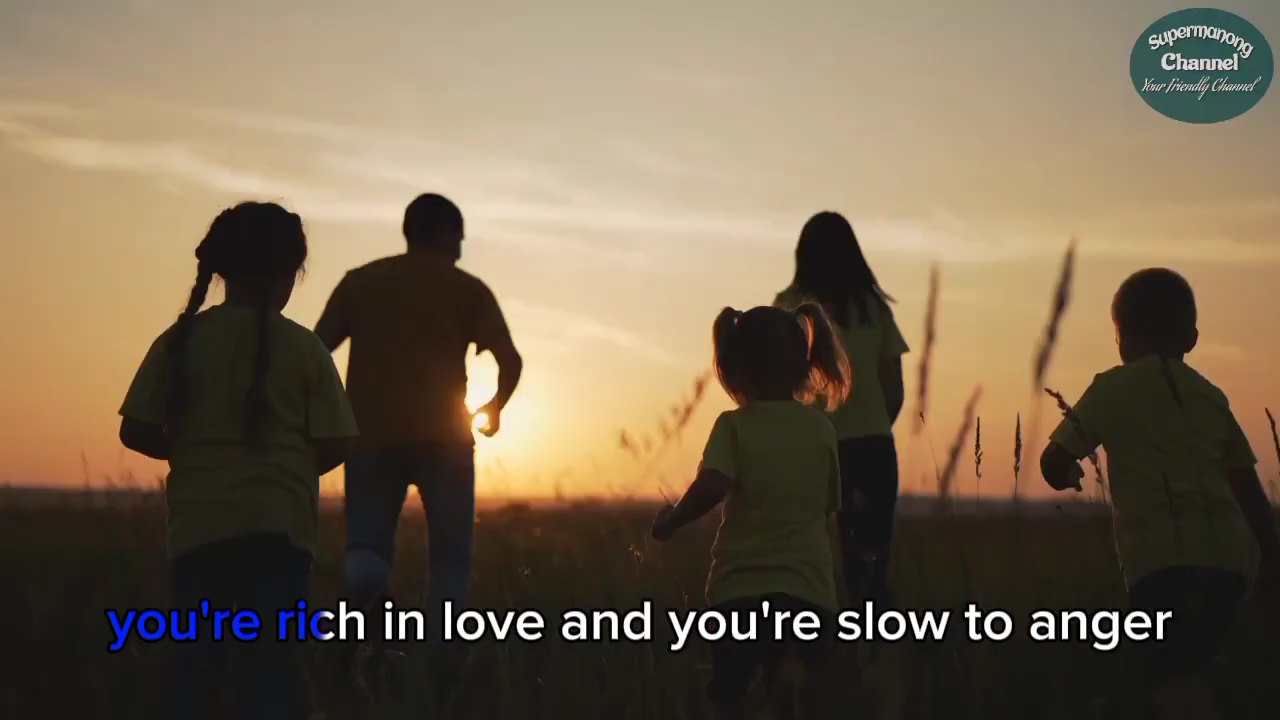 Supermanong
Channel
Your Friendly Channel
you're rich in love and you're slow to anger